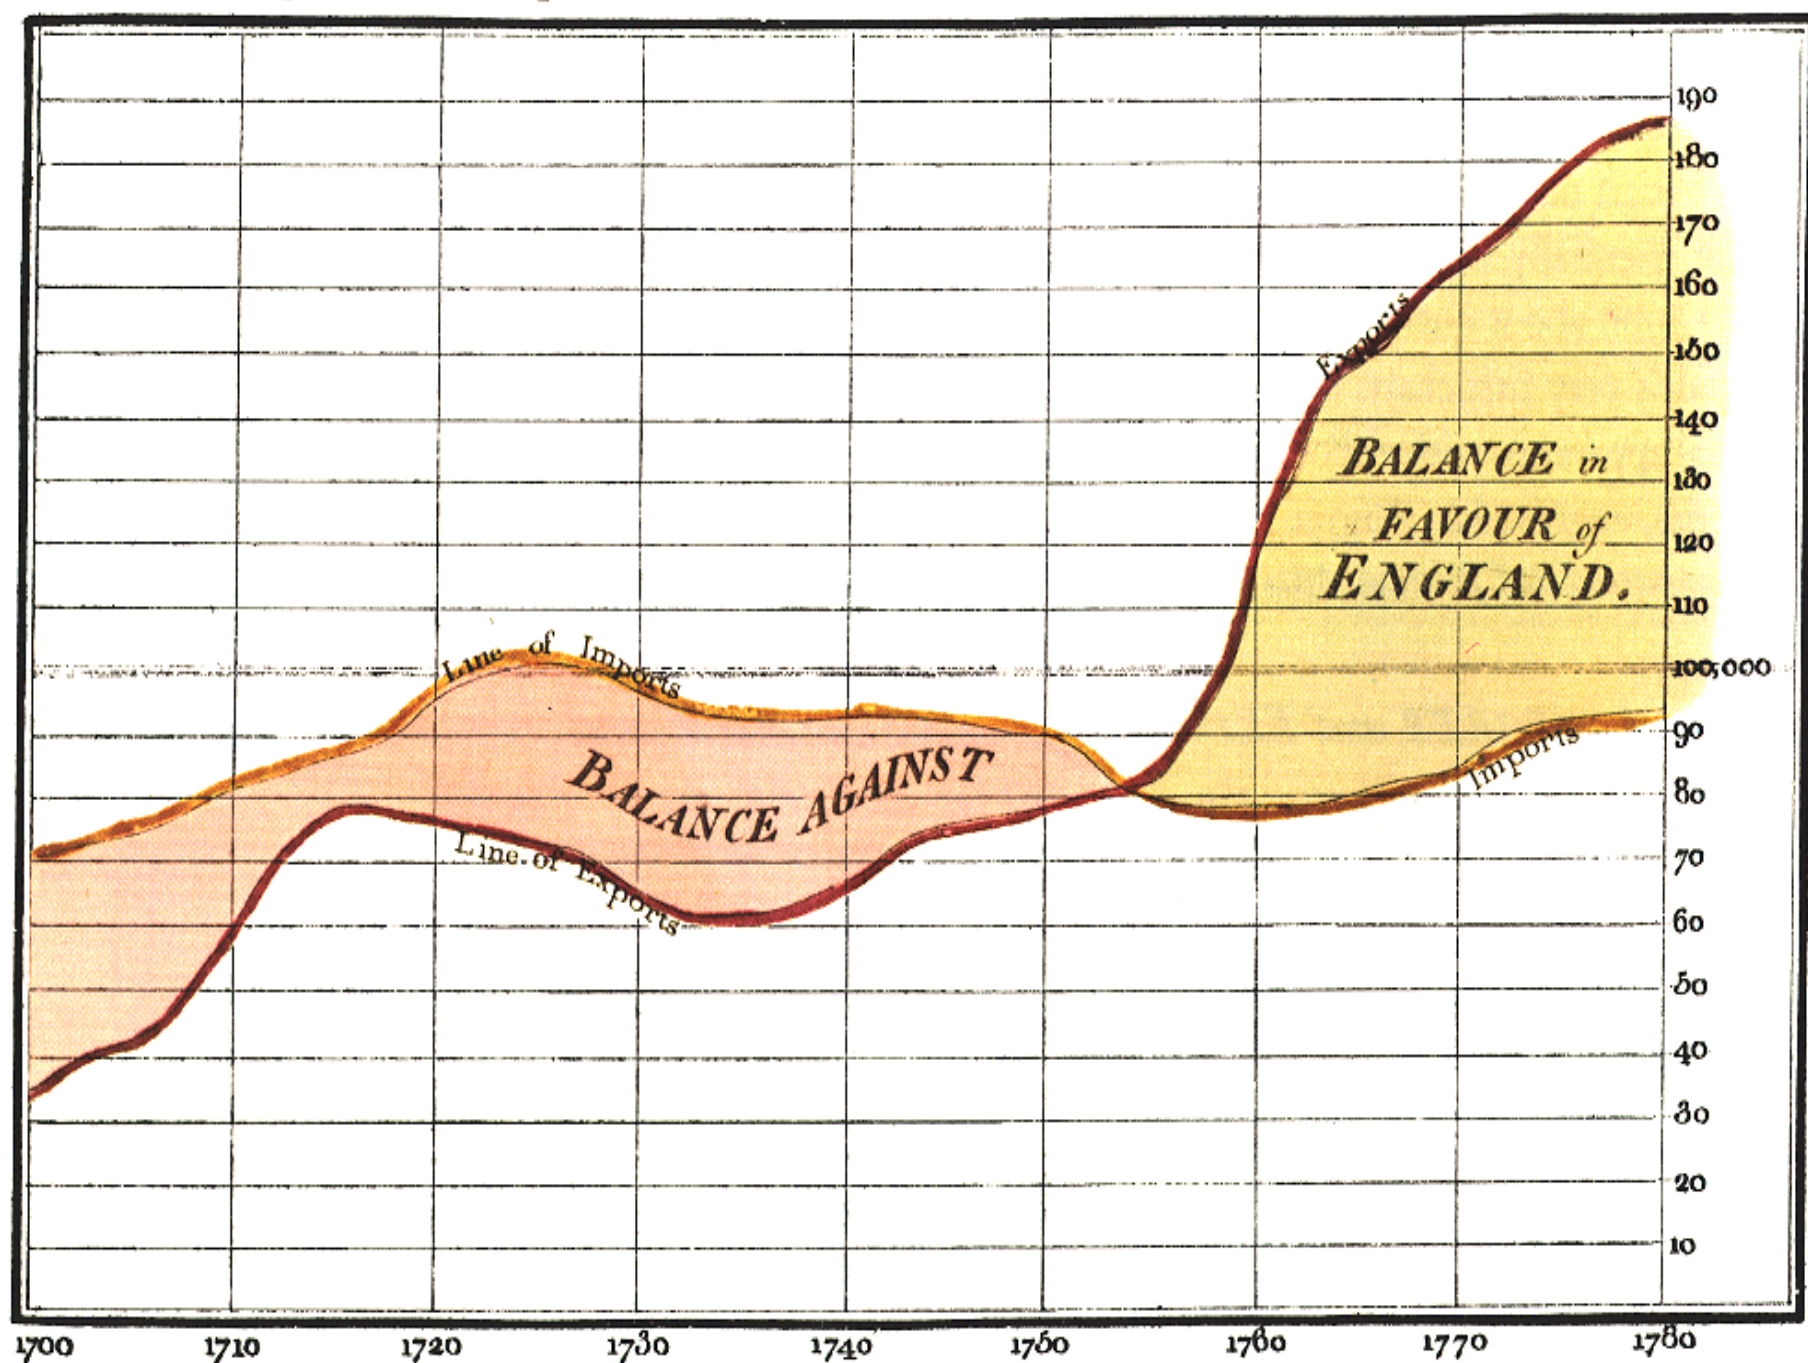 190
180
170
160
150
140
130
120
110
100,000
90
80
70
60
50
40
30
20
10
Exports
BALANCE in
FAVOUR of
ENGLAND.
Line of Imports
BALANCE AGAINST
Line of Exports
Imports
1700 1710 1720 1730 1740 1750 1760 1770 1780